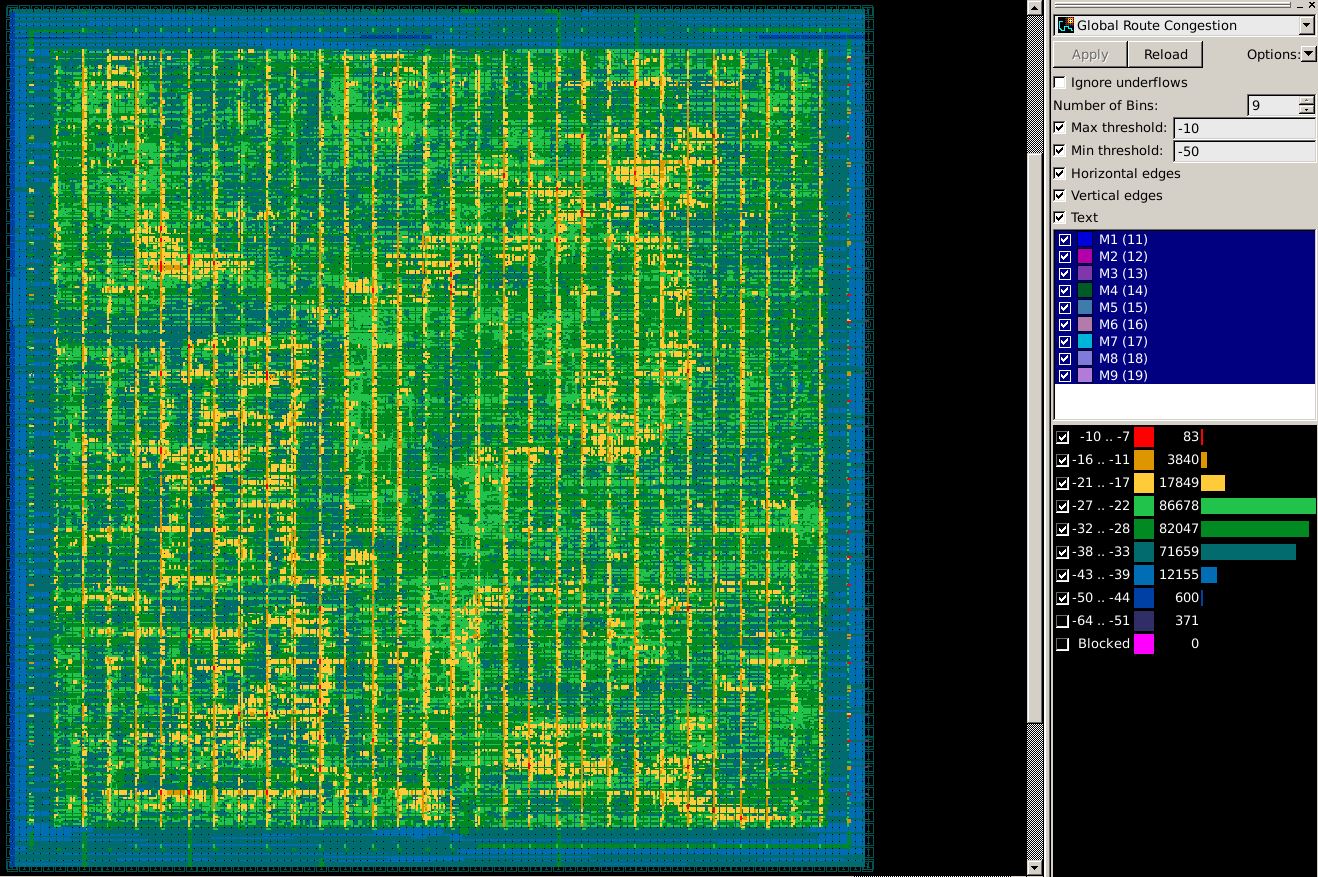 Global Route Congestion
Apply Reload Options:
Ignore underflows
Number of Bins: 9
Max threshold: -10
Min threshold: -50
Horizontal edges
Vertical edges
Text
M1 (11)
M2 (12)
M3 (13)
M4 (14)
M5 (15)
M6 (16)
M7 (17)
M8 (18)
M9 (19)
-10 .. -7 83
-16 .. -11 3840
-21 .. -17 17849
-27 .. -22 86678
-32 .. -28 82047
-38 .. -33 71659
-43 .. -39 12155
-50 .. -44 600
-64 .. -51 371
Blocked 0